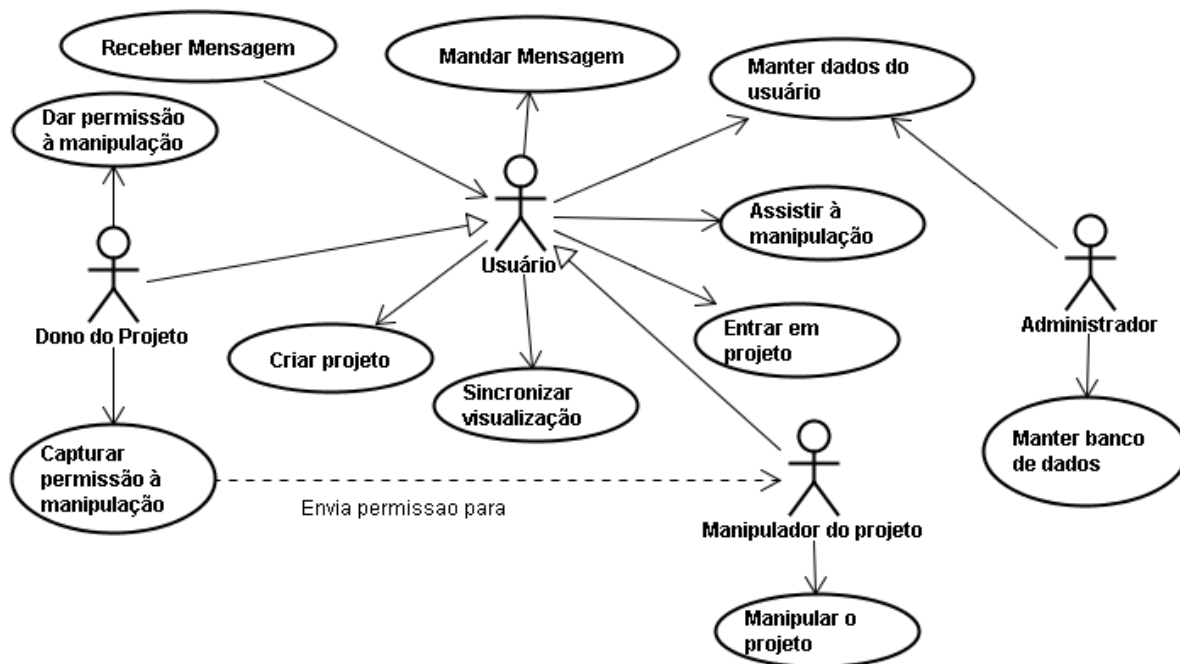 Receber Mensagem
Mandar Mensagem
Manter dados do
usuário
Dar permissão
à manipulação
Assistir à
manipulação
Usuário
Dono do Projeto
Administrador
Criar projeto
Entrar em
projeto
Sincronizar
visualização
Capturar
permissão à
manipulação
Manter banco
de dados
Envia permissao para
Manipulador do projeto
Manipular o
projeto